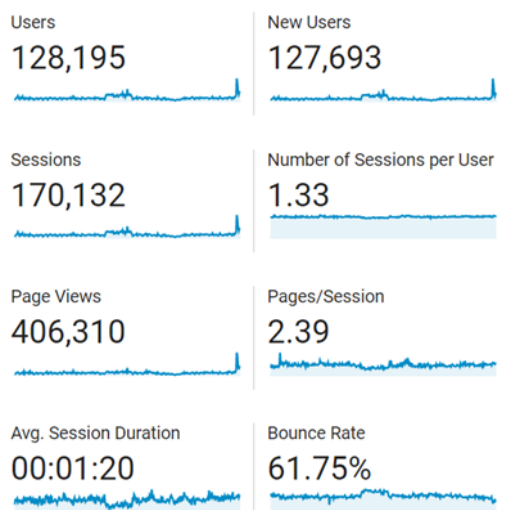 Users
128,195
New Users
127,693
Sessions
170,132
Number of Sessions per User
1.33
Page Views
406,310
Pages/Session
2.39
Avg. Session Duration
00:01:20
Bounce Rate
61.75%